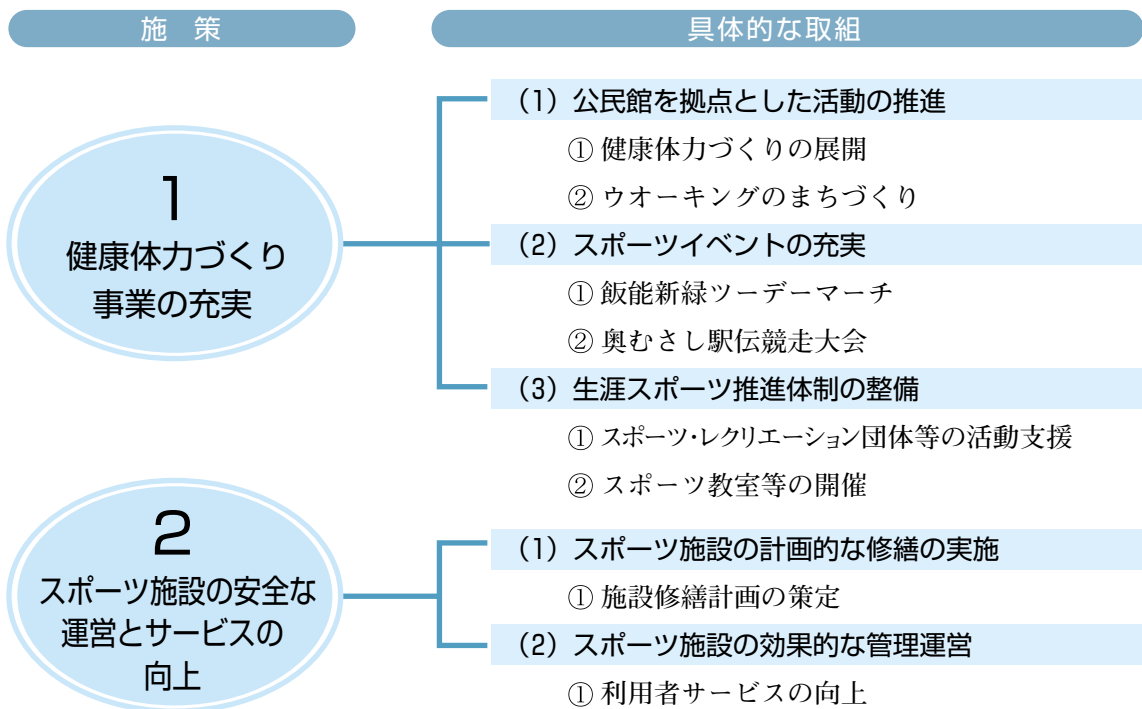 施 策
具体的な取組
1
健康体力づくり
事業の充実
(1) 公民館を拠点とした活動の推進
① 健康体力づくりの展開
② ウオーキングのまちづくり
(2) スポーツイベントの充実
① 飯能新緑ツーデーマーチ
② 奥むさし駅伝競走大会
(3) 生涯スポーツ推進体制の整備
① スポーツ・レクリエーション団体等の活動支援
② スポーツ教室等の開催
2
スポーツ施設の安全な
運営とサービスの
向上
(1) スポーツ施設の計画的な修繕の実施
① 施設修繕計画の策定
(2) スポーツ施設の効果的な管理運営
① 利用者サービスの向上